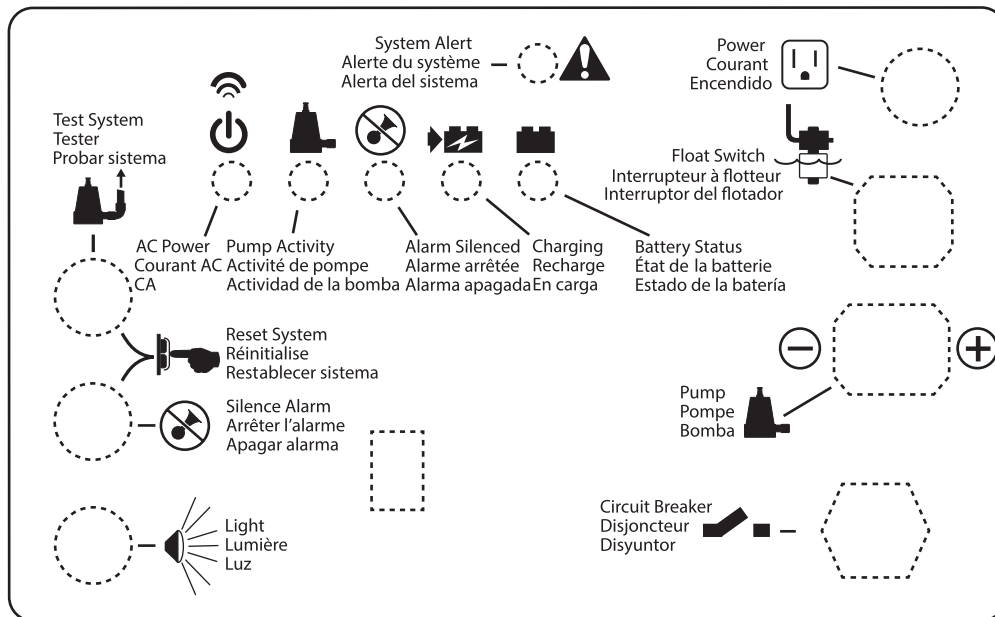 System Alert
Alerte du système
Alerta del sistema
Power
Courant
Encendido
Test System
Tester
Probar sistema
Float Switch
Interrupteur à flotteur
Interruptor del flotador
AC Power
Courant AC
CA
Pump Activity
Activité de pompe
Actividad de la bomba
Alarm Silenced
Alarme arrêtée
Alarma apagada
Charging
Recharge
En carga
Battery Status
État de la batterie
Estado de la batería
Reset System
Réinitialise
Restablecer sistema
Pump
Pompe
Bomba
Silence Alarm
Arrêter l'alarme
Apagar alarma
Circuit Breaker
Disjoncteur
Disyuntor
Light
Lumière
Luz